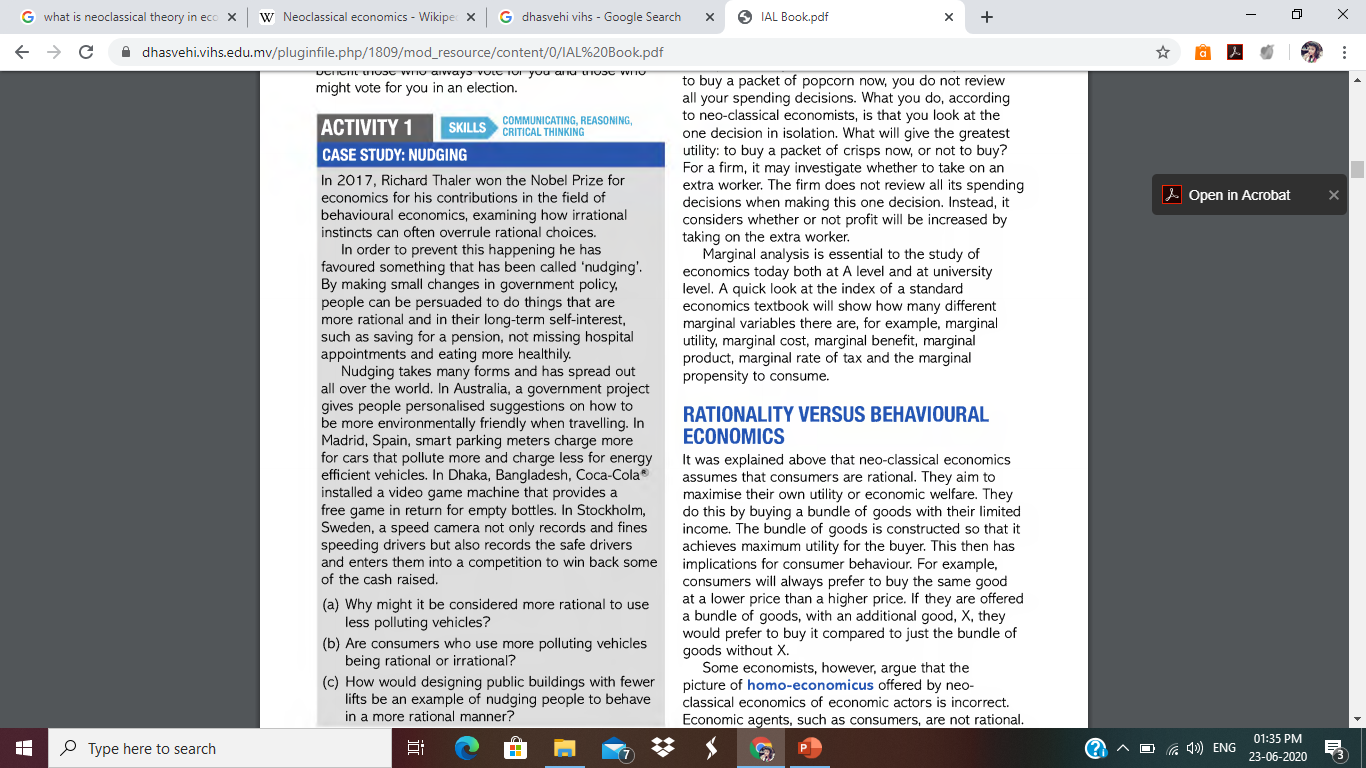 what is neoclassical theory in eco
Neoclassical economics - Wikipe
dhasvehi vihs - Google Search
IAL Book.pdf
dhasvehi.vihs.edu.mv/pluginfile.php/1809/mod_resource/content/0/IAL%20Book.pdf
benefit those who always vote for you and those who
might vote for you in an election.
ACTIVITY 1
SKILLS
COMMUNICATING, REASONING,
CRITICAL THINKING
CASE STUDY: NUDGING
In 2017, Richard Thaler won the Nobel Prize for
economics for his contributions in the field of
behavioural economics, examining how irrational
instincts can often overrule rational choices.
In order to prevent this happening he has
favoured something that has been called ‘nudging’.
By making small changes in government policy,
people can be persuaded to do things that are
more rational and in their long-term self-interest,
such as saving for a pension, not missing hospital
appointments and eating more healthily.
Nudging takes many forms and has spread out
all over the world. In Australia, a government project
gives people personalised suggestions on how to
be more environmentally friendly when travelling. In
Madrid, Spain, smart parking meters charge more
for cars that pollute more and charge less for energy
efficient vehicles. In Dhaka, Bangladesh, Coca-Cola®
installed a video game machine that provides a
free game in return for empty bottles. In Stockholm,
Sweden, a speed camera not only records and fines
speeding drivers but also records the safe drivers
and enters them into a competition to win back some
of the cash raised.
(a) Why might it be considered more rational to use
less polluting vehicles?
(b) Are consumers who use more polluting vehicles
being rational or irrational?
(c) How would designing public buildings with fewer
lifts be an example of nudging people to behave
in a more rational manner?
to buy a packet of popcorn now, you do not review
all your spending decisions. What you do, according
to neo-classical economists, is that you look at the
one decision in isolation. What will give the greatest
utility: to buy a packet of crisps now, or not to buy?
For a firm, it may investigate whether to take on an
extra worker. The firm does not review all its spending
decisions when making this one decision. Instead, it
considers whether or not profit will be increased by
taking on the extra worker.
Marginal analysis is essential to the study of
economics today both at A level and at university
level. A quick look at the index of a standard
economics textbook will show how many different
marginal variables there are, for example, marginal
utility, marginal cost, marginal benefit, marginal
product, marginal rate of tax and the marginal
propensity to consume.
RATIONALITY VERSUS BEHAVIOURAL
ECONOMICS
It was explained above that neo-classical economics
assumes that consumers are rational. They aim to
maximise their own utility or economic welfare. They
do this by buying a bundle of goods with their limited
income. The bundle of goods is constructed so that it
achieves maximum utility for the buyer. This then has
implications for consumer behaviour. For example,
consumers will always prefer to buy the same good
at a lower price than a higher price. If they are offered
a bundle of goods, with an additional good, X, they
would prefer to buy it compared to just the bundle of
goods without X.
Some economists, however, argue that the
picture of homo-economicus offered by neo-
classical economics of economic actors is incorrect.
Economic agents, such as consumers, are not rational.
Open in Acrobat
Type here to search
7
ENG
01:35 PM
23-06-2020
3